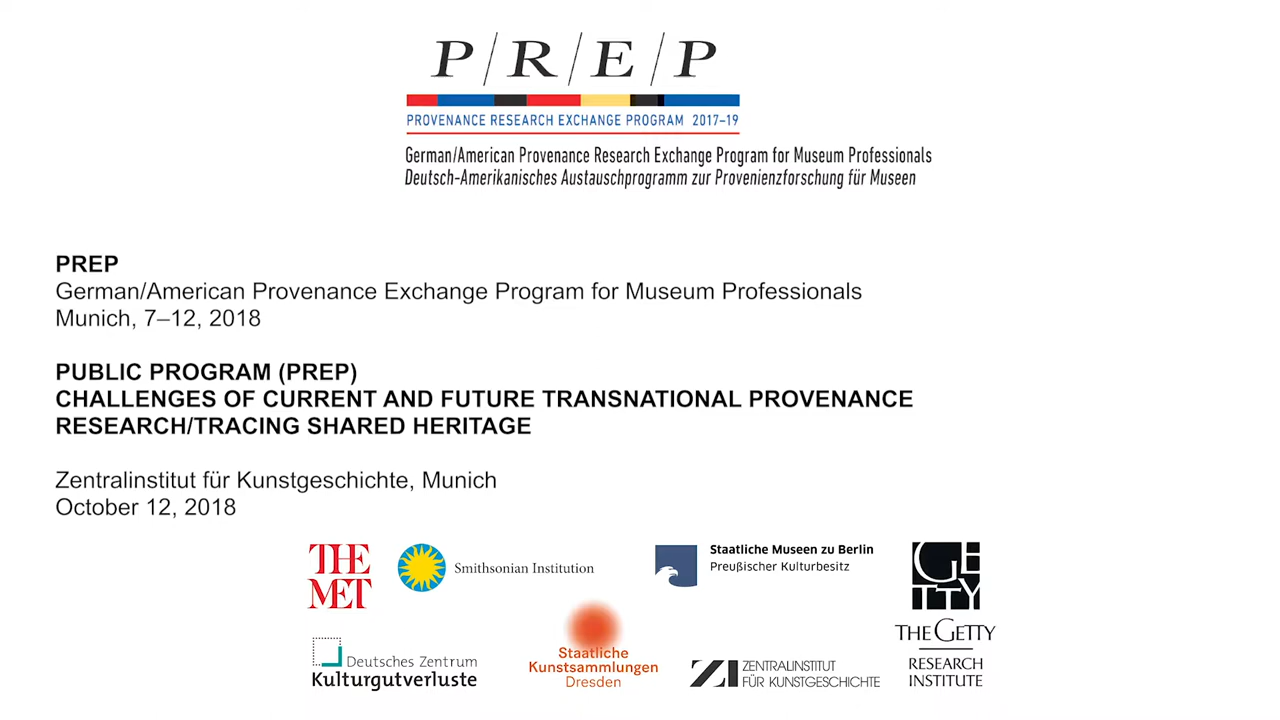 P/R/E/P
PROVENANCE RESEARCH EXCHANGE PROGRAM 2017–19
German/American Provenance Research Exchange Program for Museum Professionals
Deutsch-Amerikanisches Austauschprogramm zur Provenienzforschung für Museen
PREP
German/American Provenance Exchange Program for Museum Professionals
Munich, 7–12, 2018
PUBLIC PROGRAM (PREP)
CHALLENGES OF CURRENT AND FUTURE TRANSNATIONAL PROVENANCE
RESEARCH/TRACING SHARED HERITAGE
Zentralinstitut für Kunstgeschichte, Munich
October 12, 2018
THE
MET
Smithsonian Institution
Staatliche Museen zu Berlin
Preußischer Kulturbesitz
GE
TTY
THE GETTY
RESEARCH
INSTITUTE
Deutsches Zentrum
Kulturgutverluste
Staatliche
Kunstsammlungen
Dresden
ZI
ZENTRALINSTITUT
FÜR KUNSTGESCHICHTE